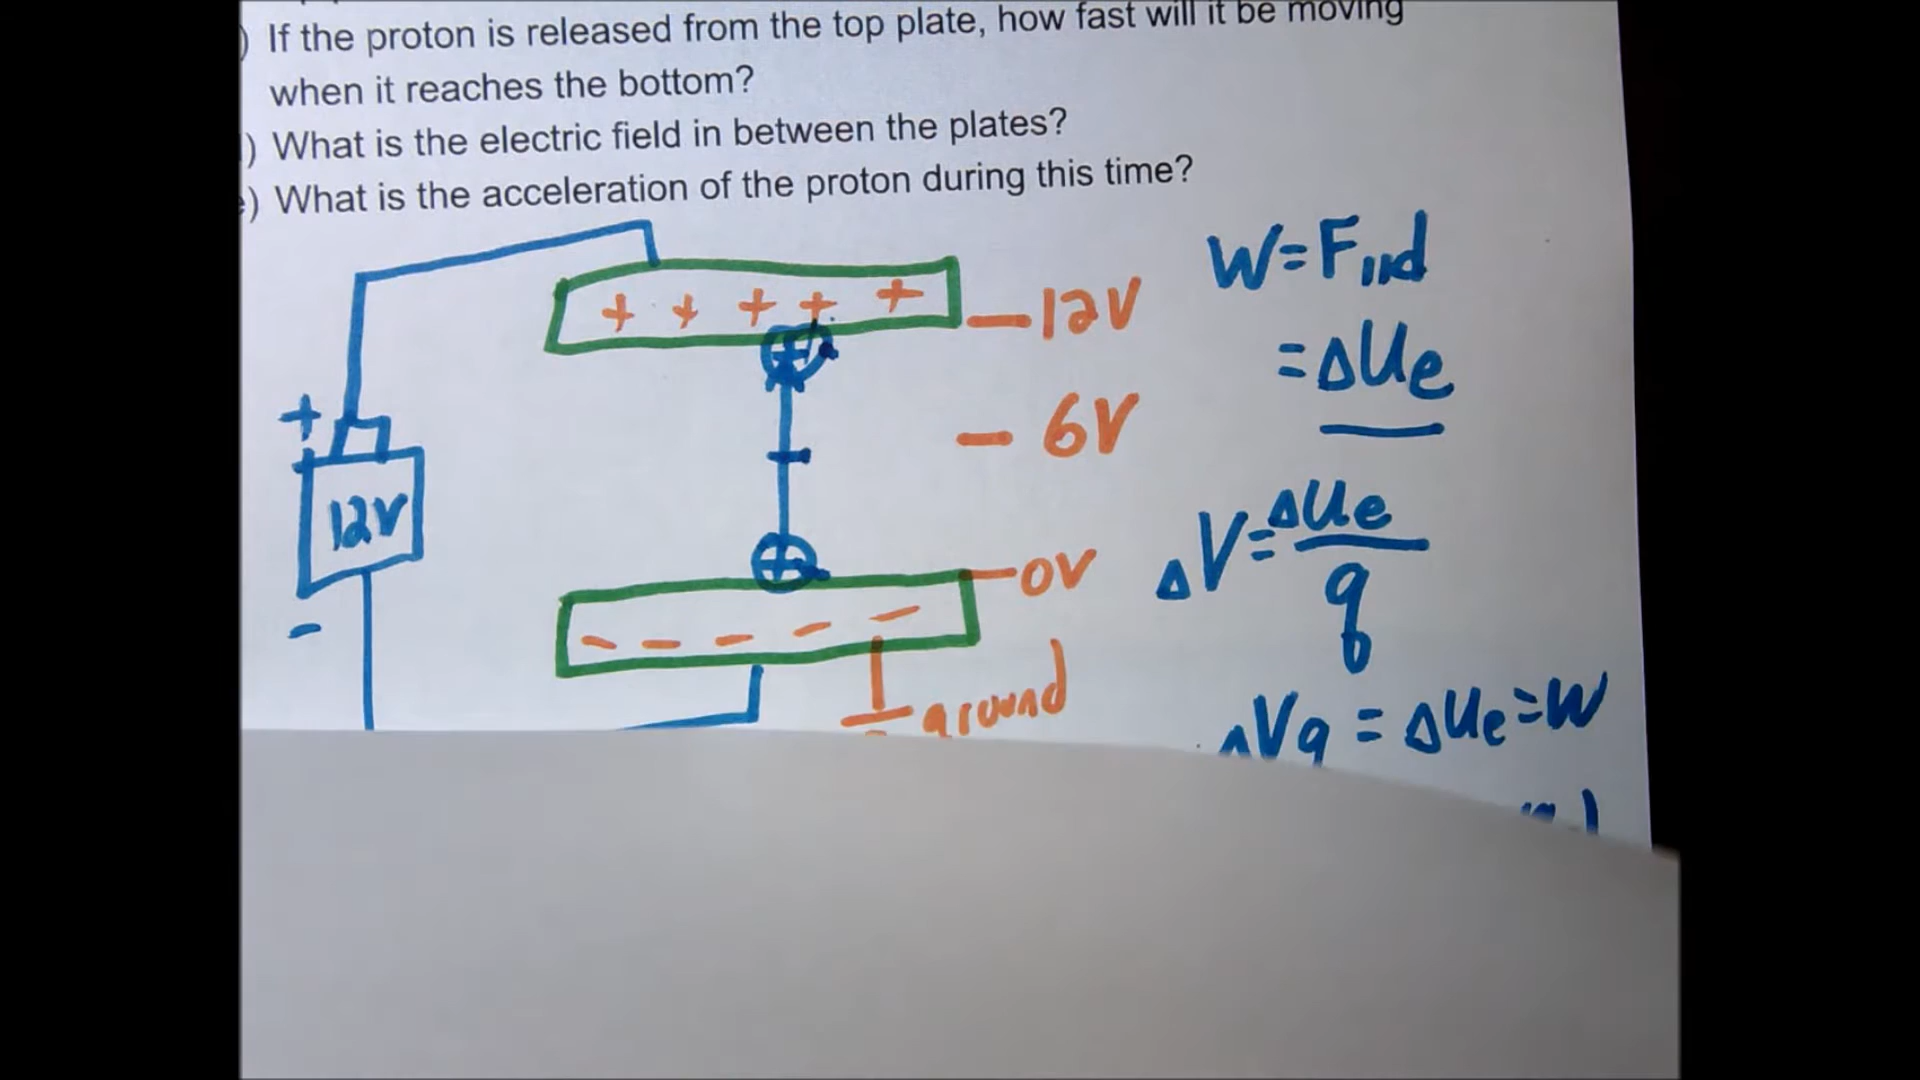 ) If the proton is released from the top plate, how fast will it be moving
when it reaches the bottom?
) What is the electric field in between the plates?
) What is the acceleration of the proton during this time?
W=F∥d
+ + + + +
-12V
=ΔUe
+
- 6V
12V
ΔV=ΔUe/q
-
-0V
- - - - -
ground
ΔVq = ΔUe=W